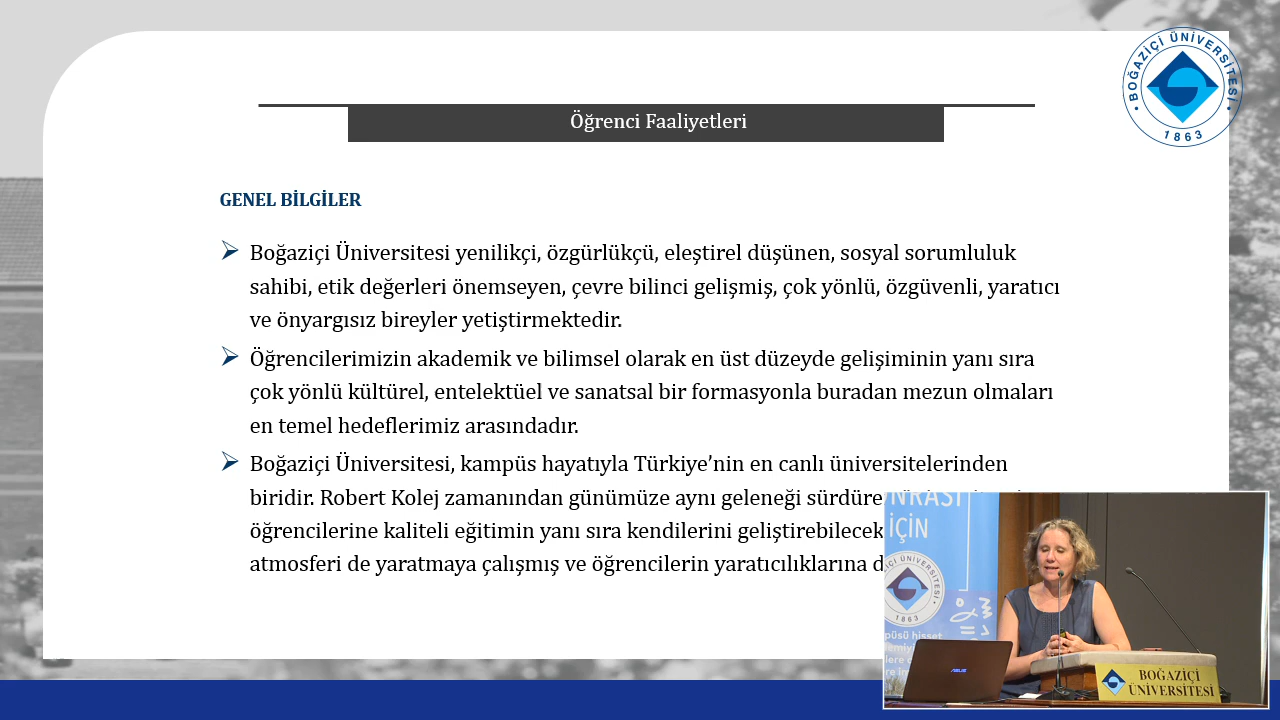 BOĞAZİÇİ ÜNİVERSİTESİ
1863
Öğrenci Faaliyetleri
GENEL BİLGİLER
Boğaziçi Üniversitesi yenilikçi, özgürlükçü, eleştirel düşünen, sosyal sorumluluk
sahibi, etik değerleri önemseyen, çevre bilinci gelişmiş, çok yönlü, özgüvenli, yaratıcı
ve önyargısız bireyler yetiştirmektedir.
Öğrencilerimizin akademik ve bilimsel olarak en üst düzeyde gelişiminin yanı sıra
çok yönlü kültürel, entelektüel ve sanatsal bir formasyonla buradan mezun olmaları
en temel hedeflerimiz arasındadır.
Boğaziçi Üniversitesi, kampüs hayatıyla Türkiye’nin en canlı üniversitelerinden
biridir. Robert Kolej zamanından günümüze aynı geleneği
öğrencilerine kaliteli eğitimin yanı sıra kendilerini geliştirebilecek
atmosferi de yaratmaya çalışmış ve öğrencilerin yaratıcılıklarına
İÇİN
1863
hisset
ASUS
BOĞAZİÇİ
ÜNİVERSİTESİ